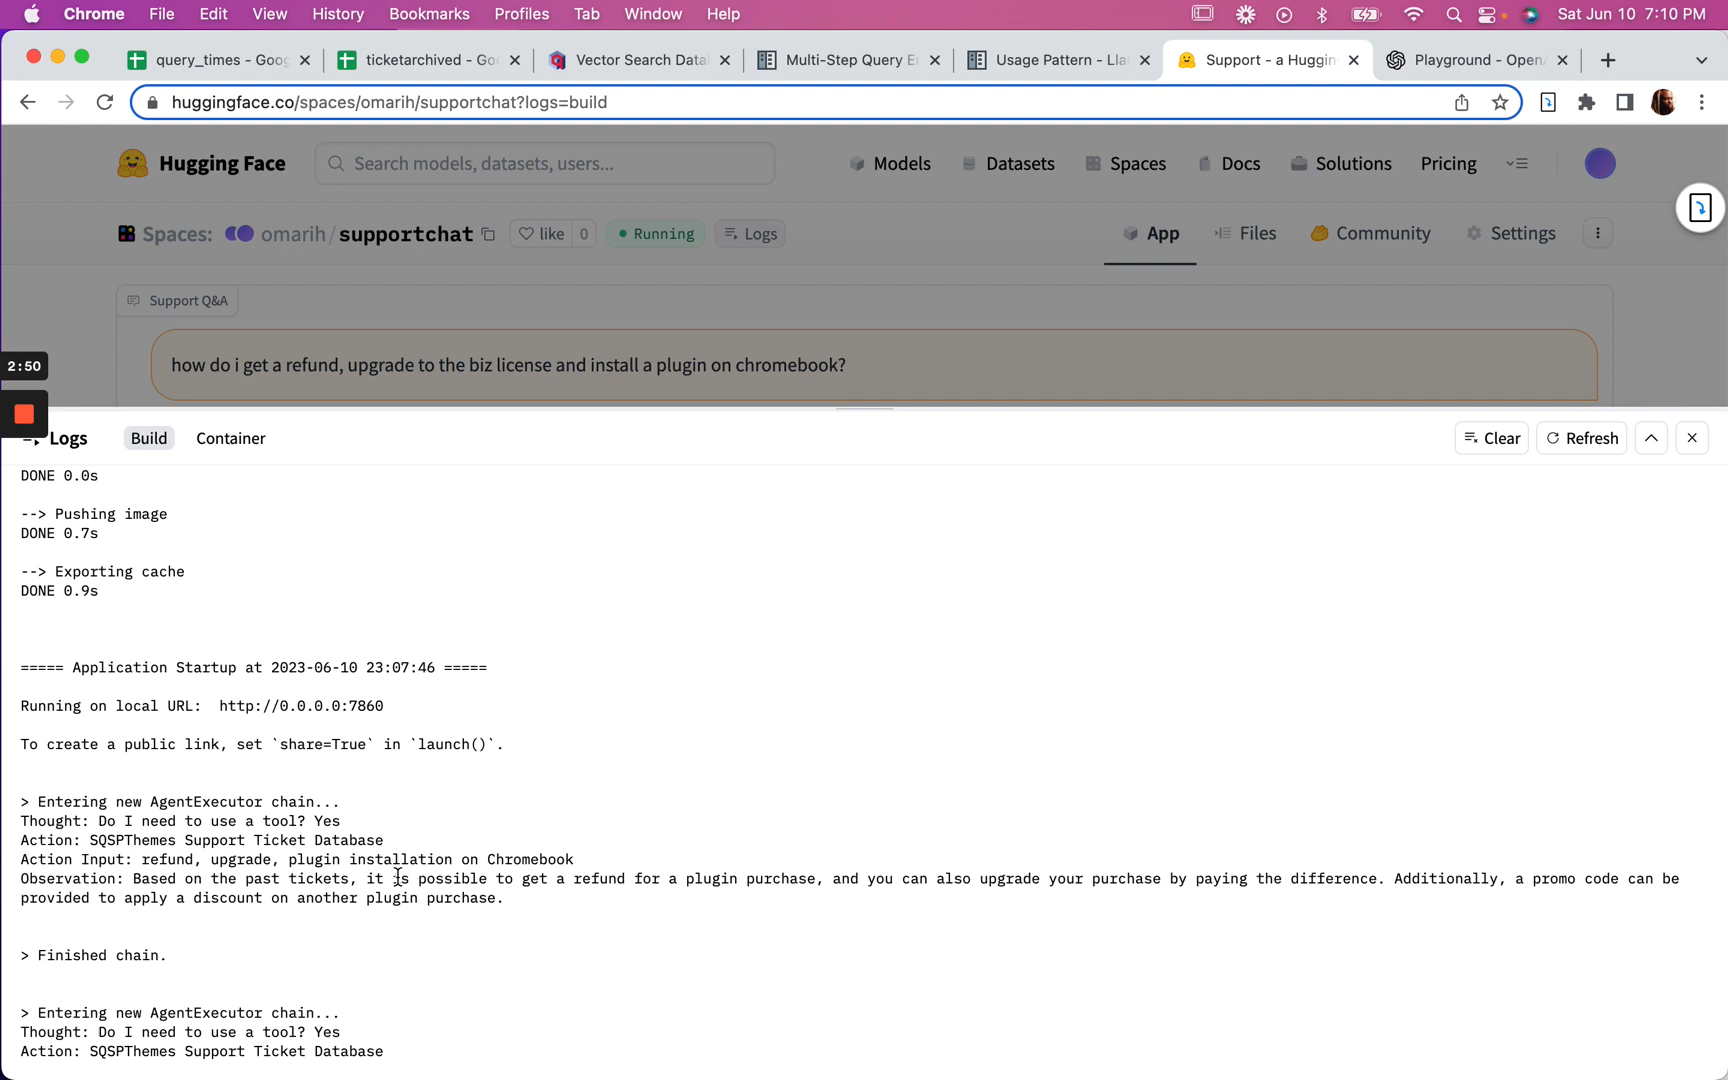 Chrome File Edit View History Bookmarks Profiles Tab Window Help Sat Jun 10 7:10 PM
query_times - Goog ticketarchived - Go Vector Search Data Multi-Step Query E Usage Pattern - Lla Support - a Huggin Playground - OpenA
huggingface.co/spaces/omarih/supportchat?logs=build
Hugging Face Search models, datasets, users... Models Datasets Spaces Docs Solutions Pricing
Spaces: omarih/supportchat like 0 Running Logs App Files Community Settings
Support Q&A
how do i get a refund, upgrade to the biz license and install a plugin on chromebook?
2:50
Logs Build Container Clear Refresh
DONE 0.0s
--> Pushing image
DONE 0.7s
--> Exporting cache
DONE 0.9s
===== Application Startup at 2023-06-10 23:07:46 =====
Running on local URL:  http://0.0.0.0:7860
To create a public link, set `share=True` in `launch()`.
> Entering new AgentExecutor chain...
Thought: Do I need to use a tool? Yes
Action: SQSPThemes Support Ticket Database
Action Input: refund, upgrade, plugin installation on Chromebook
Observation: Based on the past tickets, it is possible to get a refund for a plugin purchase, and you can also upgrade your purchase by paying the difference. Additionally, a promo code can be
provided to apply a discount on another plugin purchase.
> Finished chain.
> Entering new AgentExecutor chain...
Thought: Do I need to use a tool? Yes
Action: SQSPThemes Support Ticket Database